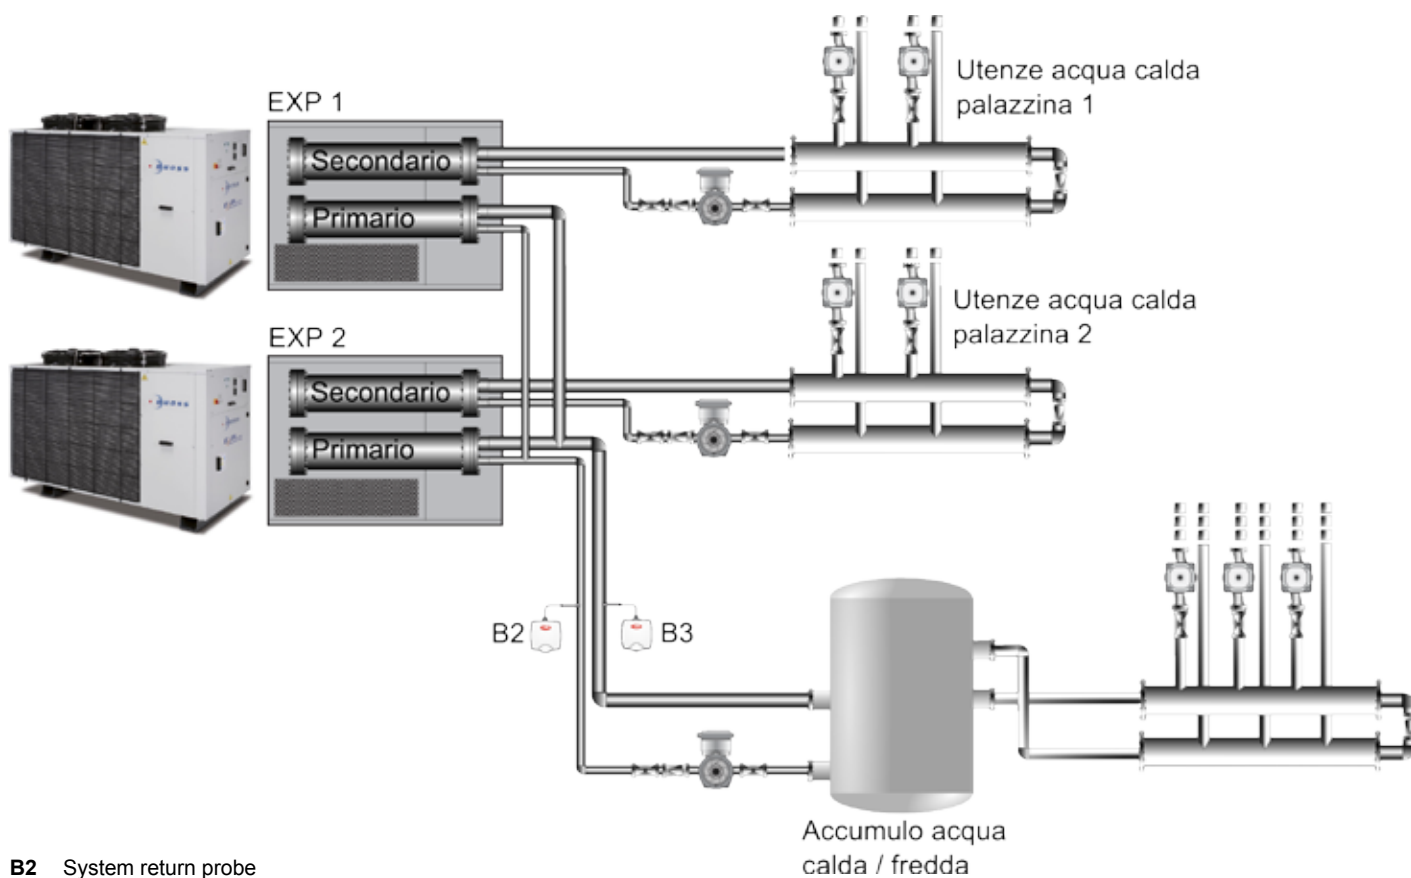 EXP 1
Secondario
Primario
Utenze acqua calda
palazzina 1
EXP 2
Secondario
Primario
Utenze acqua calda
palazzina 2
B2
B3
Accumulo acqua
calda / fredda
B2 System return probe